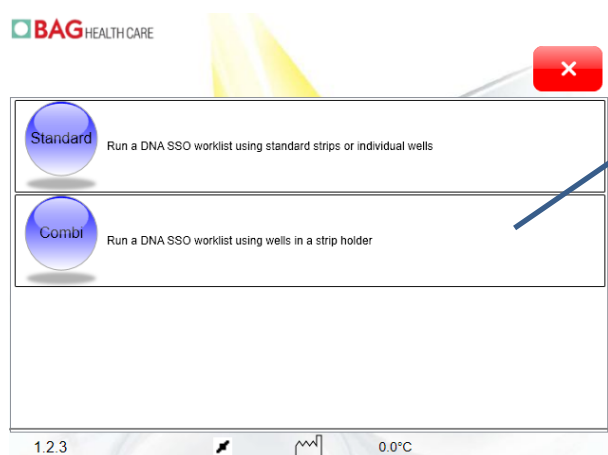 BAG HEALTH CARE
Standard
Run a DNA SSO worklist using standard strips or individual wells
Combi
Run a DNA SSO worklist using wells in a strip holder
1.2.3
0.0°C